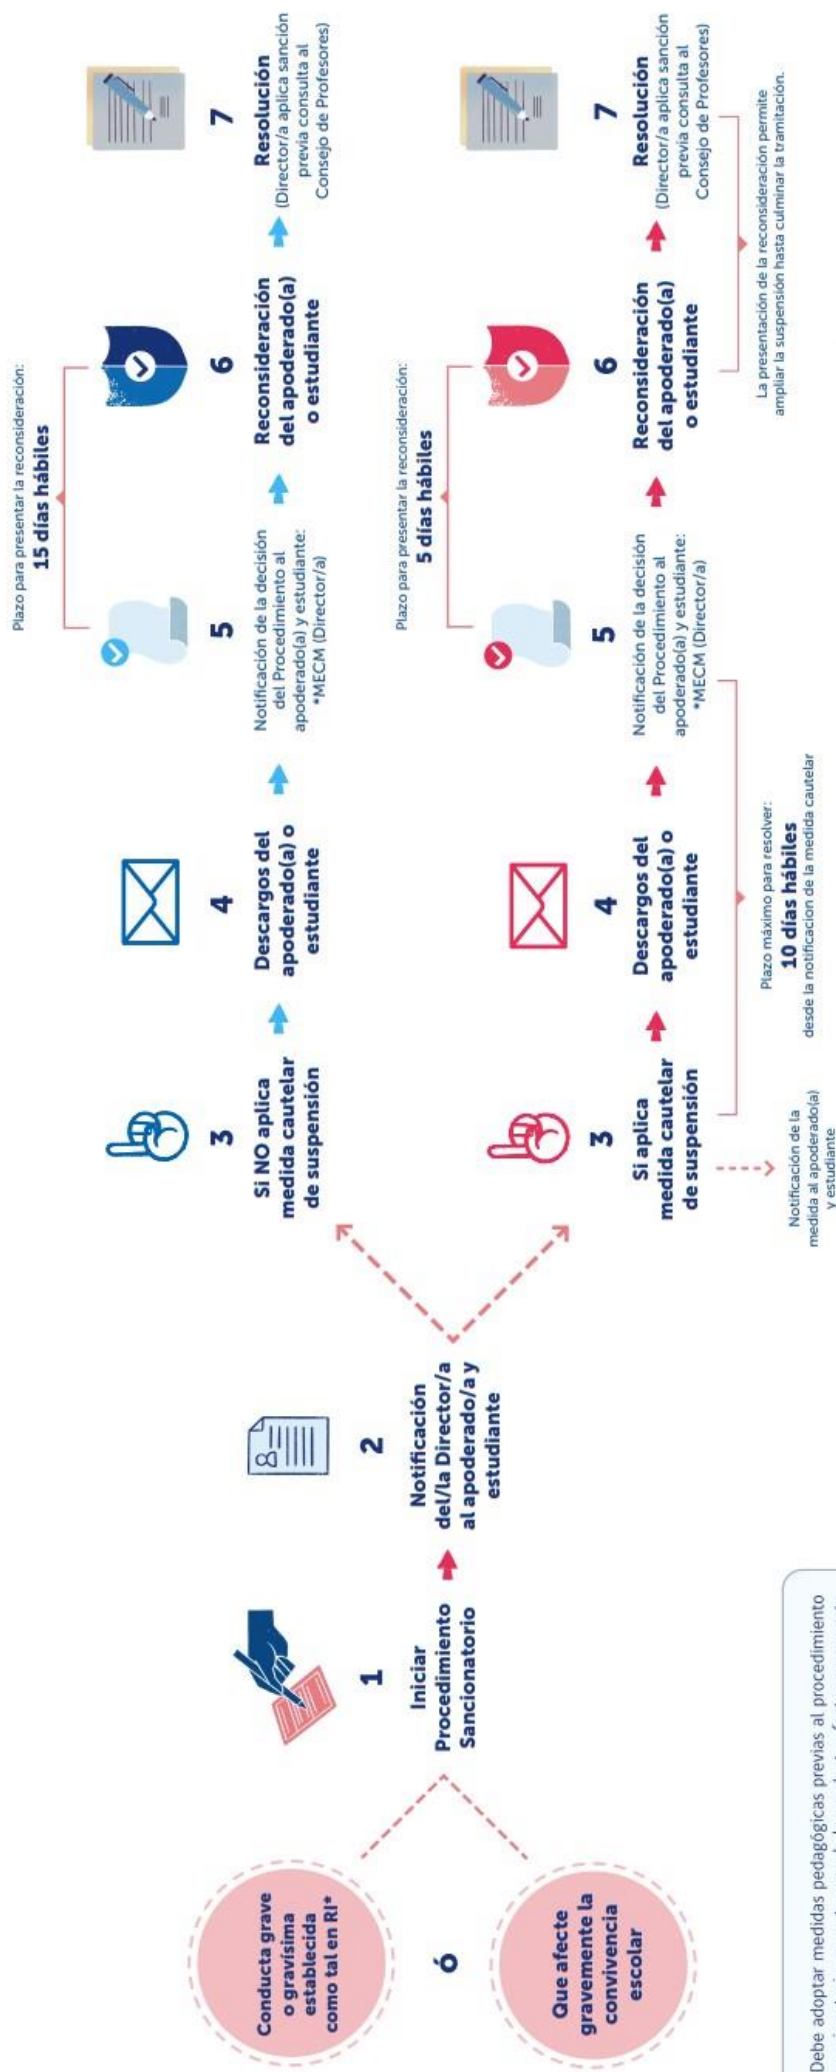 Conducta grave
o gravísima
establecida
como tal en RI*
ó
Que afecte
gravemente la
convivencia
escolar
1
Iniciar
Procedimiento
Sancionatorio
2
Notificación
del/la Director/a
al apoderado/a y
estudiante
3
Si NO aplica
medida cautelar
de suspensión
4
Descargos del
apoderado(a) o
estudiante
Plazo para presentar la reconsideración:
15 días hábiles
5
Notificación de la decisión
del Procedimiento al
apoderado(a) y estudiante:
*MECM (Director/a)
6
Reconsideración
del apoderado(a)
o estudiante
7
Resolución
(Director/a aplica sanción
previa consulta al
Consejo de Profesores)
3
Si aplica
medida cautelar
de suspensión
Notificación de la
medida al apoderado(a)
y estudiante
4
Descargos del
apoderado(a) o
estudiante
Plazo máximo para resolver:
10 días hábiles
desde la notificacion de la medida cautelar
Plazo para presentar la reconsideración:
5 días hábiles
5
Notificación de la decisión
del Procedimiento al
apoderado(a) y estudiante:
*MECM (Director/a)
6
Reconsideración
del apoderado(a)
o estudiante
7
Resolución
(Director/a aplica sanción
previa consulta al
Consejo de Profesores)
La presentación de la reconsideración permite
ampliar la suspensión hasta culminar la tramitación.
Debe adoptar medidas pedagógicas previas al procedimiento